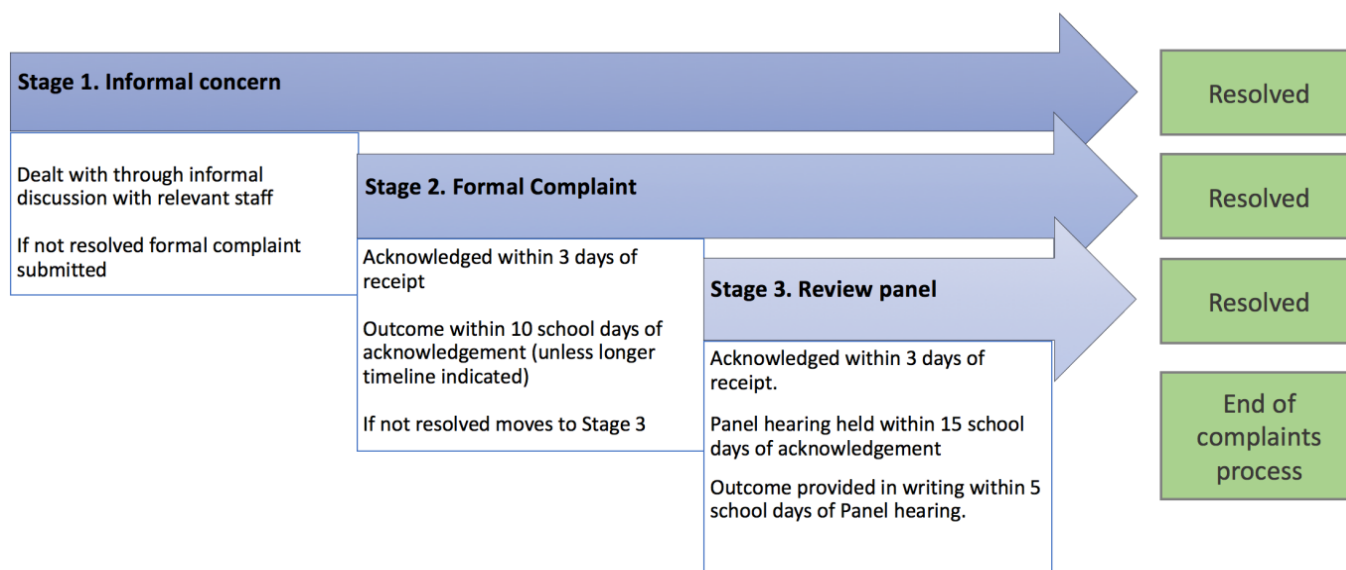 Stage 1. Informal concern
Resolved
Dealt with through informal
discussion with relevant staff
If not resolved formal complaint
submitted
Stage 2. Formal Complaint
Resolved
Acknowledged within 3 days of
receipt
Outcome within 10 school days of
acknowledgement (unless longer
timeline indicated)
If not resolved moves to Stage 3
Stage 3. Review panel
Resolved
Acknowledged within 3 days of
receipt.
Panel hearing held within 15 school
days of acknowledgement
Outcome provided in writing within 5
school days of Panel hearing.
End of
complaints
process